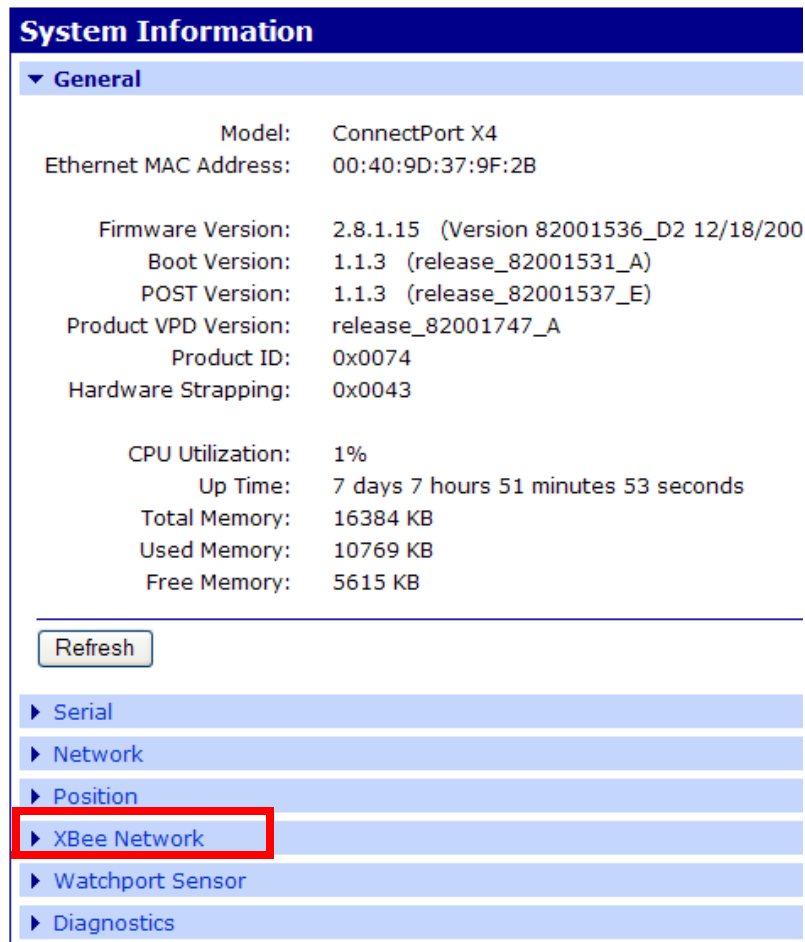 System Information
General
Model: ConnectPort X4
Ethernet MAC Address: 00:40:9D:37:9F:2B
Firmware Version: 2.8.1.15 (Version 82001536_D2 12/18/200
Boot Version: 1.1.3 (release_82001531_A)
POST Version: 1.1.3 (release_82001537_E)
Product VPD Version: release_82001747_A
Product ID: 0x0074
Hardware Strapping: 0x0043
CPU Utilization: 1%
Up Time: 7 days 7 hours 51 minutes 53 seconds
Total Memory: 16384 KB
Used Memory: 10769 KB
Free Memory: 5615 KB
Refresh
Serial
Network
Position
XBee Network
Watchport Sensor
Diagnostics